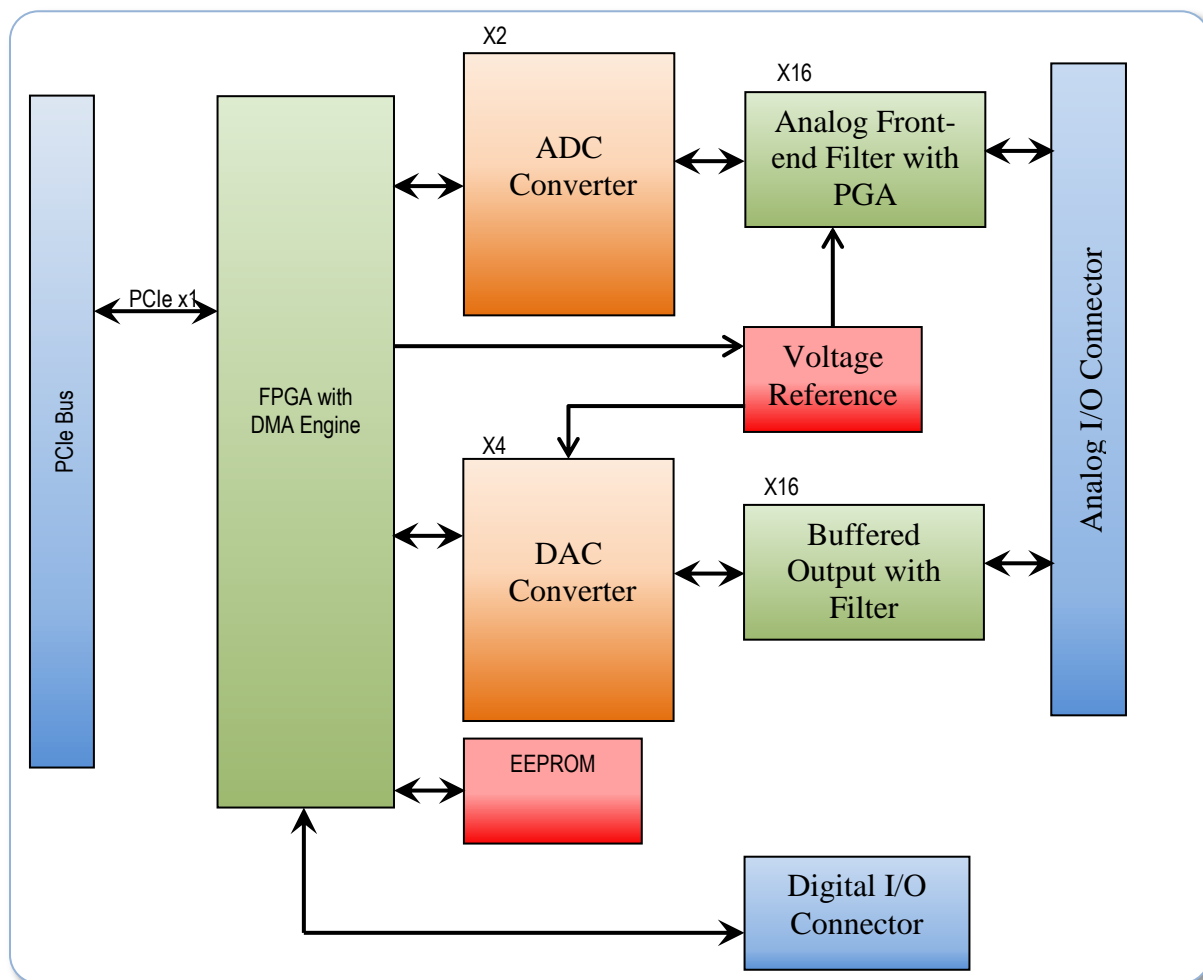 X2
X16
ADC
Converter
Analog Front-
end Filter with
PGA
PCIe x1
PCIe Bus
FPGA with
DMA Engine
Voltage
Reference
Analog I/O Connector
X4
X16
DAC
Converter
Buffered
Output with
Filter
EEPROM
Digital I/O
Connector